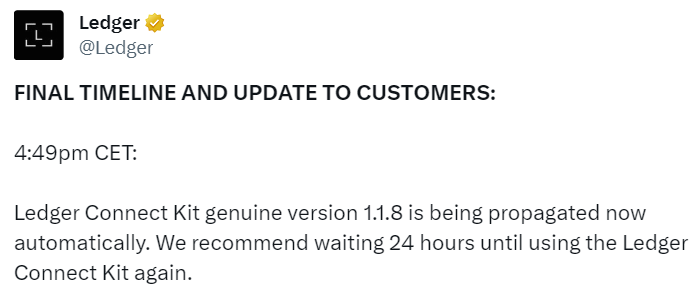 Ledger
@Ledger
FINAL TIMELINE AND UPDATE TO CUSTOMERS:
4:49pm CET:
Ledger Connect Kit genuine version 1.1.8 is being propagated now
automatically. We recommend waiting 24 hours until using the Ledger
Connect Kit again.